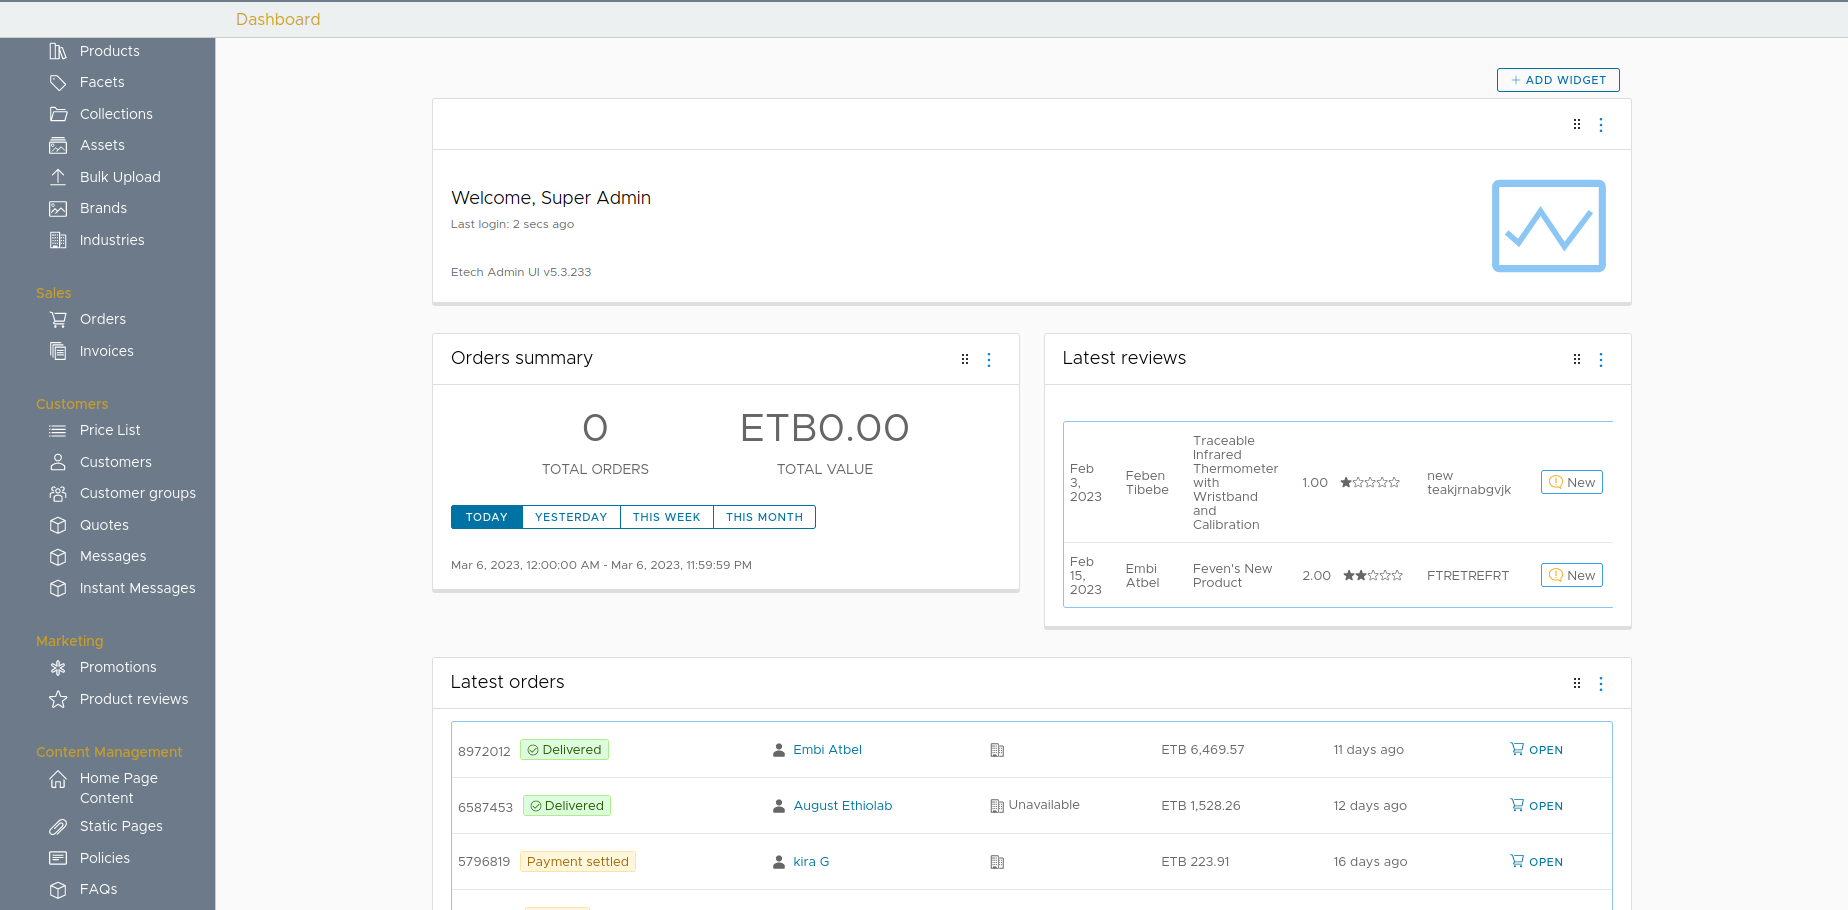 Dashboard
Products
Facets
Collections
Assets
Bulk Upload
Brands
Industries
Sales
Orders
Invoices
Customers
Price List
Customers
Customer groups
Quotes
Messages
Instant Messages
Marketing
Promotions
Product reviews
Content Management
Home Page
Content
Static Pages
Policies
FAQs
+ ADD WIDGET
Welcome, Super Admin
Last login: 2 secs ago
Etech Admin UI v5.3.233
Orders summary
0
TOTAL ORDERS
ETB0.00
TOTAL VALUE
TODAY YESTERDAY THIS WEEK THIS MONTH
Mar 6, 2023, 12:00:00 AM - Mar 6, 2023, 11:59:59 PM
Latest reviews
Feb
3,
2023
Feben
Tibebe
Traceable
Infrared
Thermometer
with
Wristband
and
Calibration
1.00
new
teakjrnabgvjk
New
Feb
15,
2023
Embi
Atbel
Feven's New
Product
2.00
FTRETREFRT
New
Latest orders
8972012 Delivered Embi Atbel ETB 6,469.57 11 days ago OPEN
6587453 Delivered August Ethiolab Unavailable ETB 1,528.26 12 days ago OPEN
5796819 Payment settled kira G ETB 223.91 16 days ago OPEN